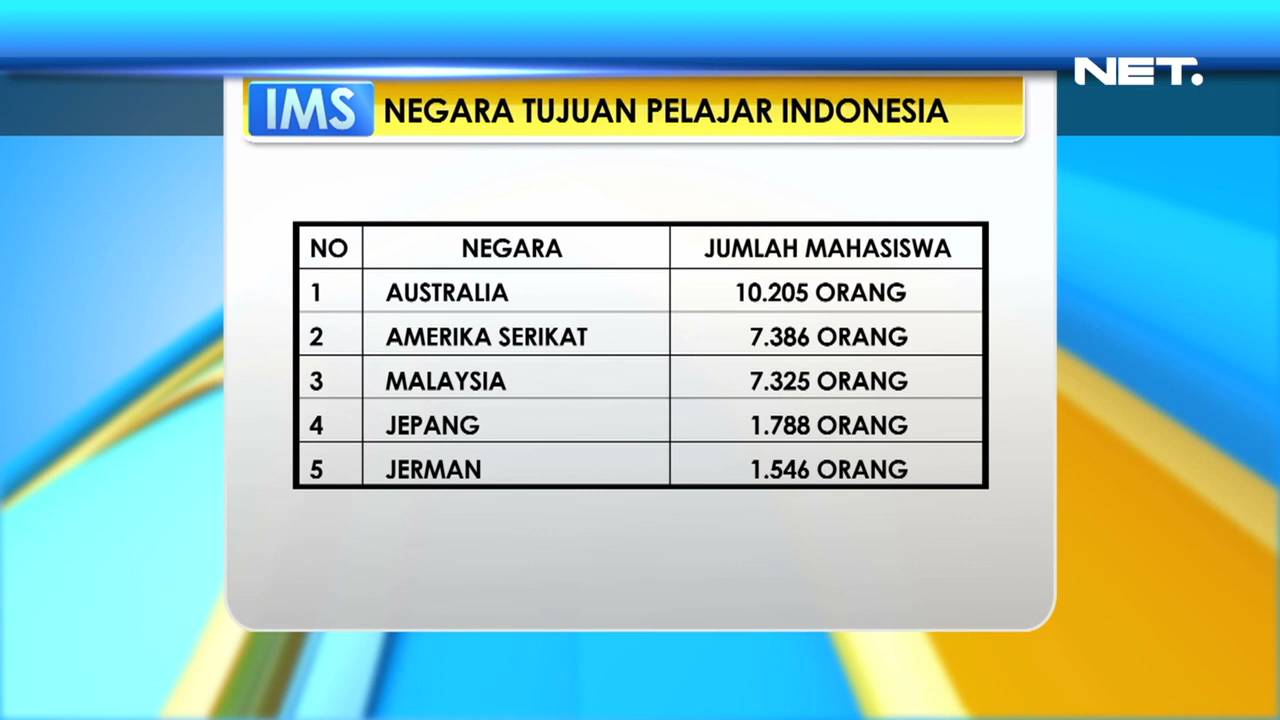 NET.
IMS NEGARA TUJUAN PELAJAR INDONESIA
NO NEGARA JUMLAH MAHASISWA
1 AUSTRALIA 10.205 ORANG
2 AMERIKA SERIKAT 7.386 ORANG
3 MALAYSIA 7.325 ORANG
4 JEPANG 1.788 ORANG
5 JERMAN 1.546 ORANG